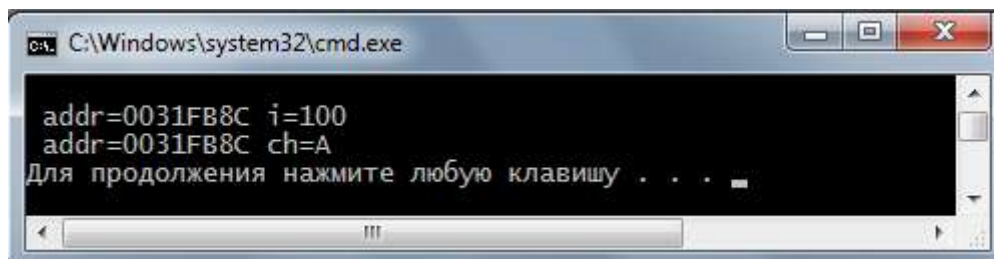 C:\Windows\system32\cmd.exe
addr=0031FB8C i=100
addr=0031FB8C ch=A
Для продолжения нажмите любую клавишу . . .